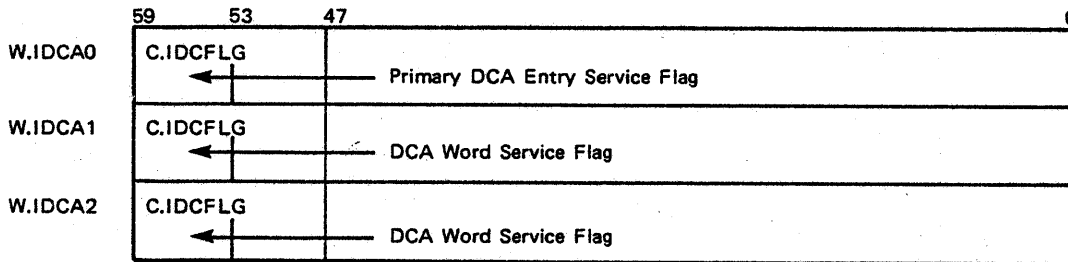 59 53 47
W.IDCA0 C.IDCFLG
Primary DCA Entry Service Flag
W.IDCA1 C.IDCFLG
DCA Word Service Flag
W.IDCA2 C.IDCFLG
DCA Word Service Flag